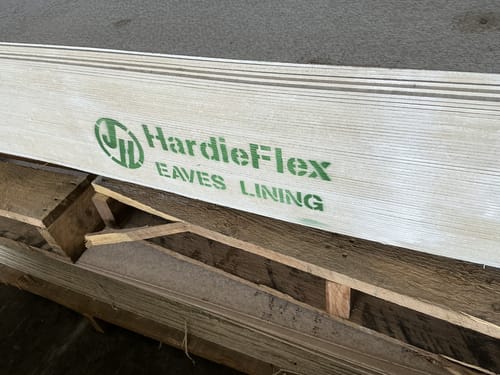 JH HardieFlex
EAVES LINING